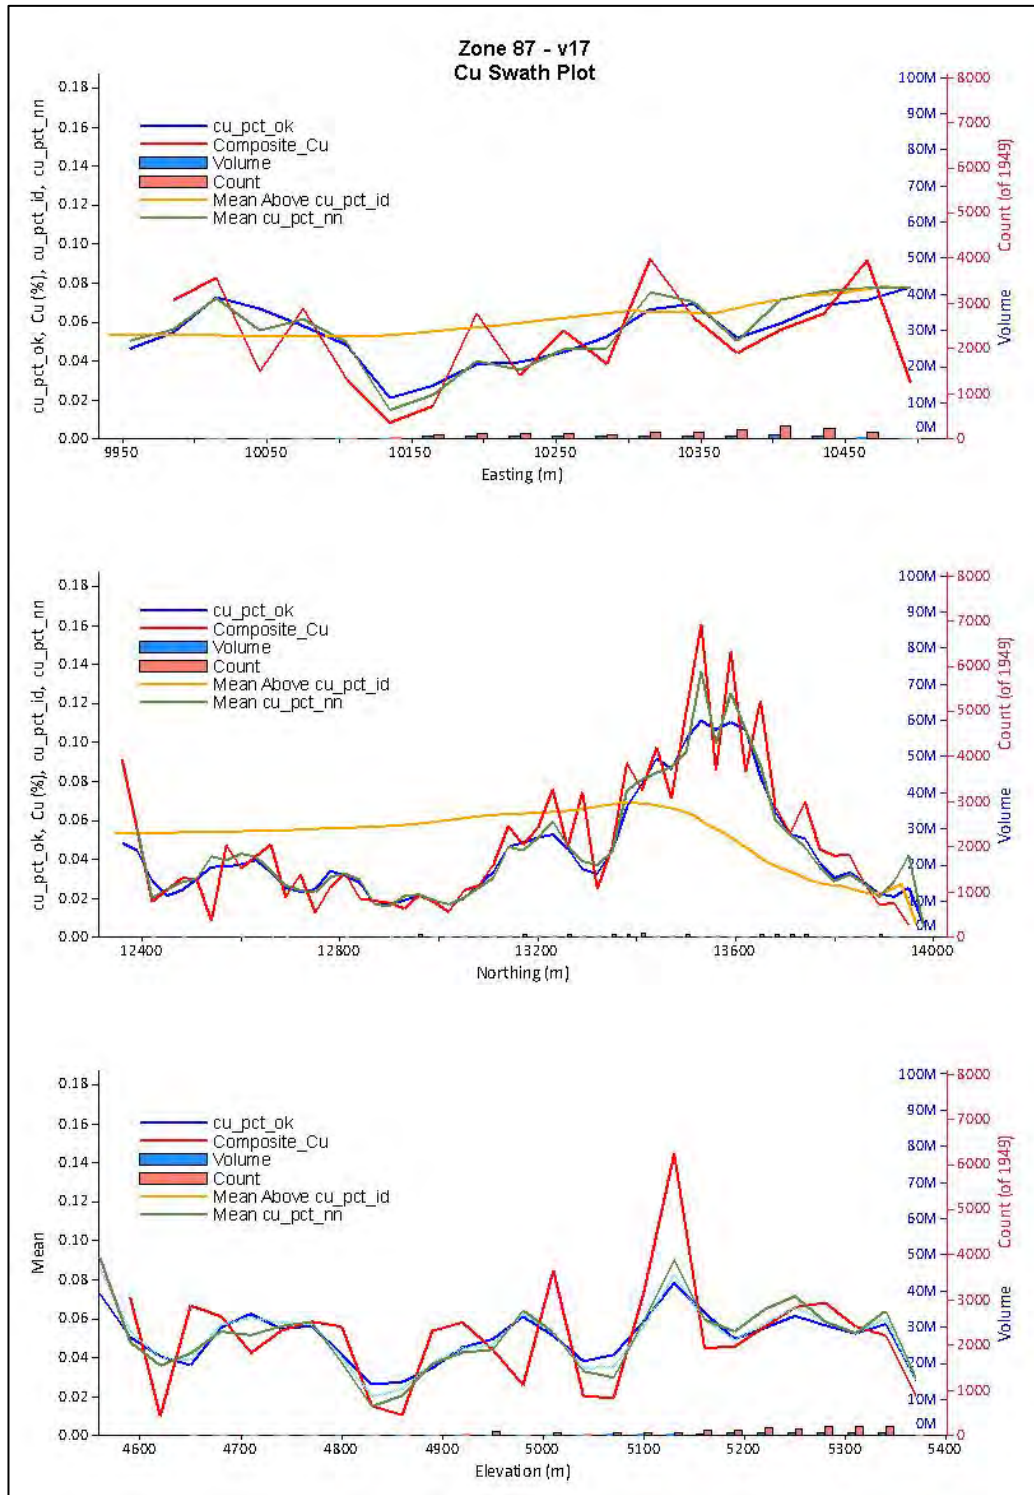 Zone 87 - v17
Cu Swath Plot
cu_pct_ok, Cu (%), cu_pct_id, cu_pct_nn
0.18
0.16
0.14
0.12
0.10
0.08
0.06
0.04
0.02
0.00
cu_pct_ok
Composite_Cu
Volume
Count
Mean Above cu_pct_id
Mean cu_pct_nn
100M
90M
80M
70M
60M
50M
40M
30M
20M
10M
0M
Volume
8000
7000
6000
5000
4000
3000
2000
1000
0
Count (of 1949)
9950
10050
10150
10250
10350
10450
Easting (m)
cu_pct_ok, Cu (%), cu_pct_id, cu_pct_nn
0.18
0.16
0.14
0.12
0.10
0.08
0.06
0.04
0.02
0.00
cu_pct_ok
Composite_Cu
Volume
Count
Mean Above cu_pct_id
Mean cu_pct_nn
100M
90M
80M
70M
60M
50M
40M
30M
20M
10M
0M
Volume
8000
7000
6000
5000
4000
3000
2000
1000
0
Count (of 1949)
12400
12800
13200
13600
14000
Northing (m)
Mean
0.18
0.16
0.14
0.12
0.10
0.08
0.06
0.04
0.02
0.00
cu_pct_ok
Composite_Cu
Volume
Count
Mean Above cu_pct_id
Mean cu_pct_nn
100M
90M
80M
70M
60M
50M
40M
30M
20M
10M
0M
Volume
8000
7000
6000
5000
4000
3000
2000
1000
0
Count (of 1949)
4600
4700
4800
4900
5000
5100
5200
5300
5400
Elevation (m)